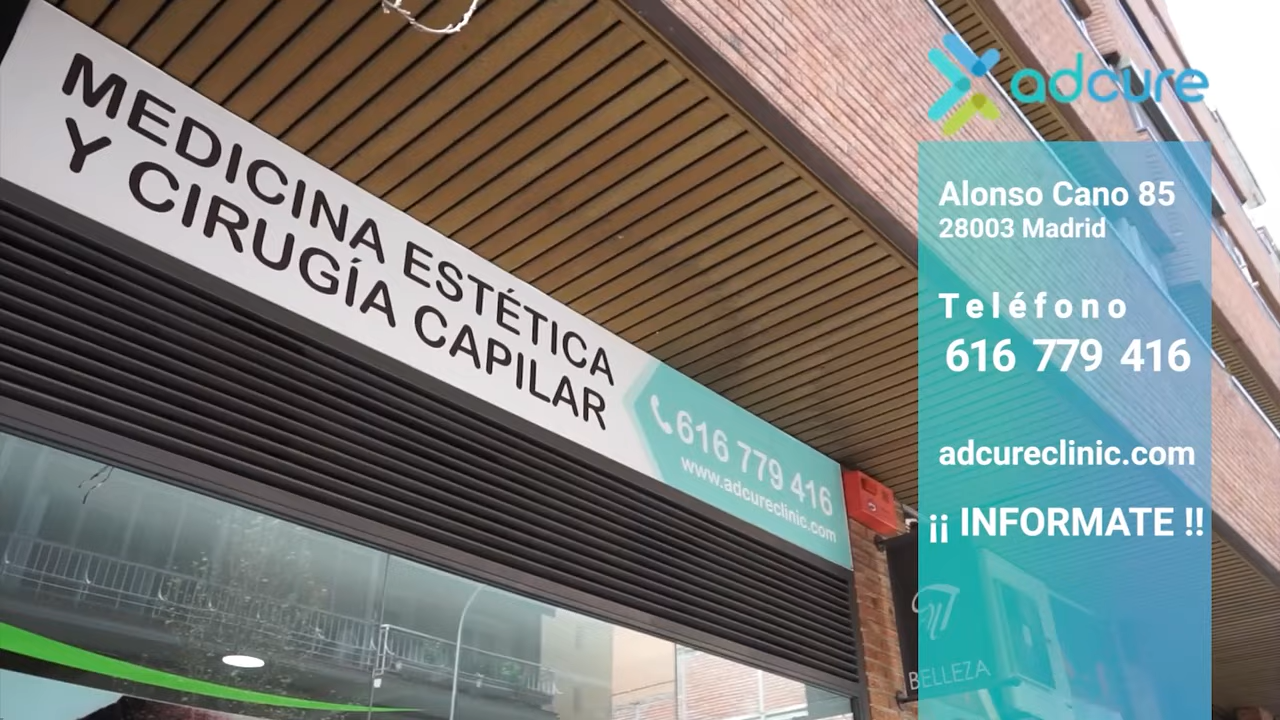 MEDICINA ESTÉTICA
Y CIRUGÍA CAPILAR
616 779 416
www.adcureclinic.com
BELLEZA
adcure
Alonso Cano 85
28003 Madrid
Teléfono
616 779 416
adcureclinic.com
¡¡ INFORMATE !!